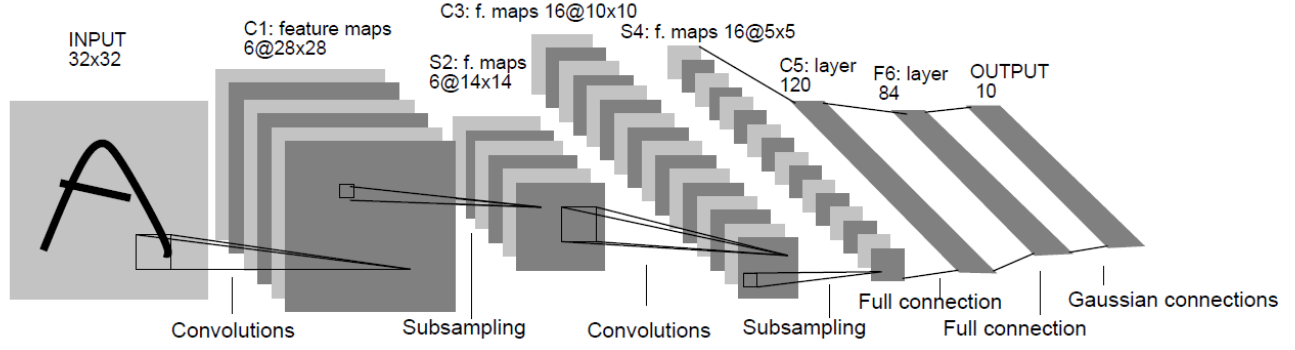 INPUT
32x32
C1: feature maps
6@28x28
S2: f. maps
6@14x14
C3: f. maps 16@10x10
S4: f. maps 16@5x5
C5: layer
120
F6: layer
84
OUTPUT
10
Convolutions
Subsampling
Convolutions
Subsampling
Full connection
Full connection
Gaussian connections